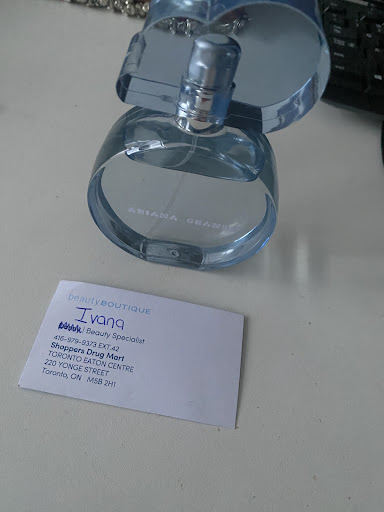 ARIANA GRANDE
beautyBOUTIQUE
Ivana
Beauty Specialist
416-979-9373 EXT:42
Shoppers Drug Mart
TORONTO EATON CENTRE
220 YONGE STREET
Toronto, ON M5B 2H1